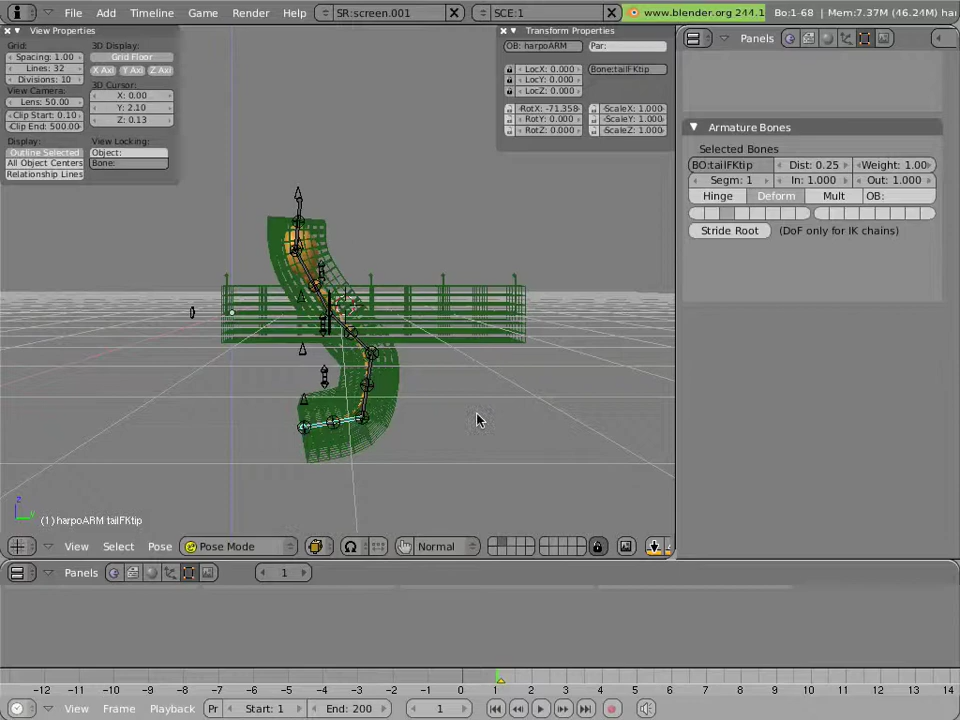 File Add Timeline Game Render Help SR:screen.001 SCE:1 www.blender.org 244.1 Bo:1-68 | Mem:7.37M (46.24M) ha
View Properties
Grid: 3D Display:
Spacing: 1.00 Grid Floor
Lines: 32 X Axi Y Axi Z Axi
Divisions: 10 3D Cursor:
View Camera: X: 0.00
Lens: 50.00 Y: 2.10
Clip Start: 0.10 Z: 0.13
Clip End: 500.00
Display: View Locking:
Outline Selected Object:
All Object Centers Bone:
Relationship Lines
Transform Properties
OB: harpoARM Par:
LocX: 0.000 Bone:tailFKtip
LocY: 0.000
LocZ: 0.000
RotX: -71.358 ScaleX: 1.000
RotY: 0.000 ScaleY: 1.000
RotZ: 0.000 ScaleZ: 1.000
Panels
Armature Bones
Selected Bones
BO:tailFKtip Dist: 0.25 Weight: 1.00
Segm: 1 In: 1.000 Out: 1.000
Hinge Deform Mult OB:
Stride Root (DoF only for IK chains)
z
y
(1) harpoARM tailFKtip
View Select Pose Pose Mode Normal
Panels 1
-12 -11 -10 -9 -8 -7 -6 -5 -4 -3 -2 -1 0 1 2 3 4 5 6 7 8 9 10 11 12 13 14
View Frame Playback Pr Start: 1 End: 200 1